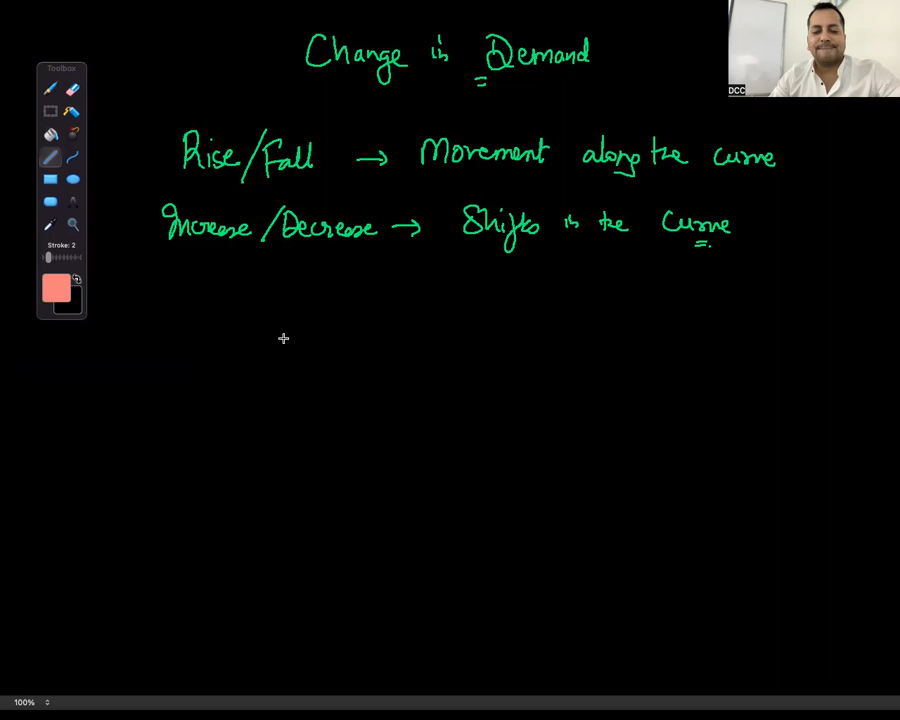 Change in Demand
DCC
Toolbox
Rise/Fall → Movement along the curve
Increase/Decrease → Shifts in the Curve
Stroke: 2
100%